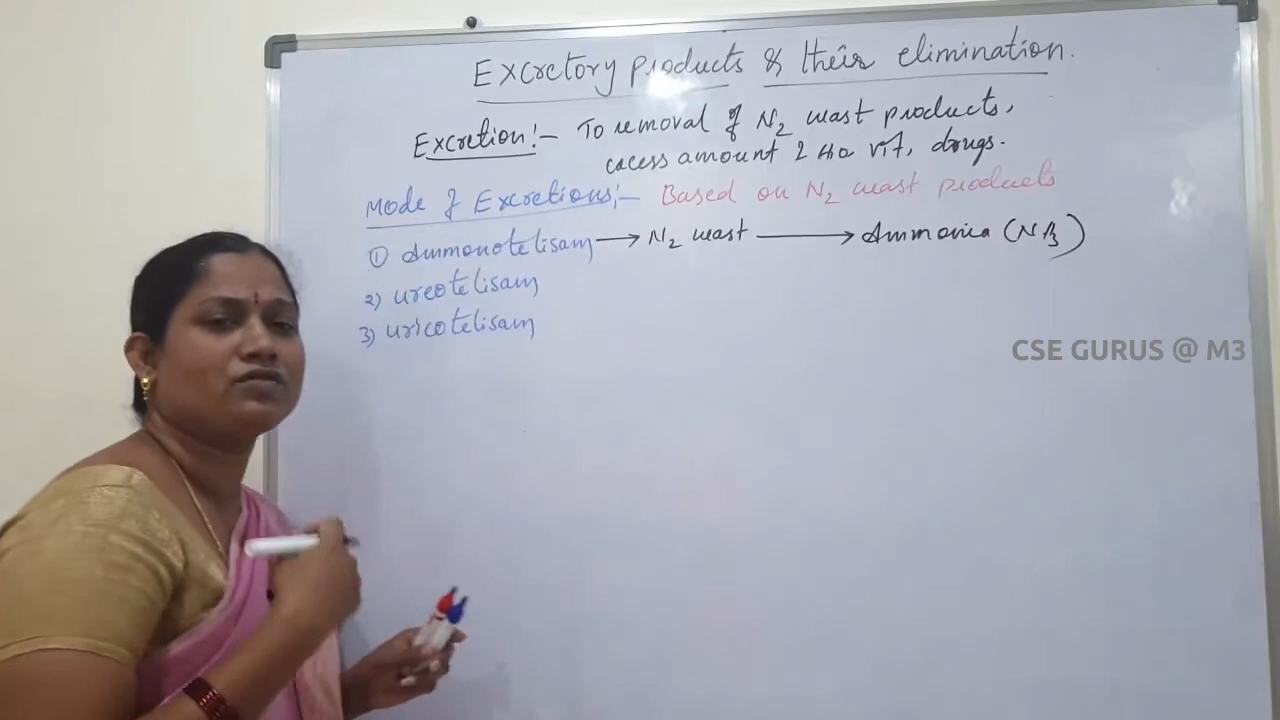 Excretory products & their elimination.
Excretion:- To removal of N2 wast products,
excess amount H2o vit, drugs.
Mode of Excretions:- Based on N2 wast products
① Ammonotelisam → N2 wast → Ammonia (NH3)
2) ureotelisam
3) uricotelisam
CSE GURUS @ M3